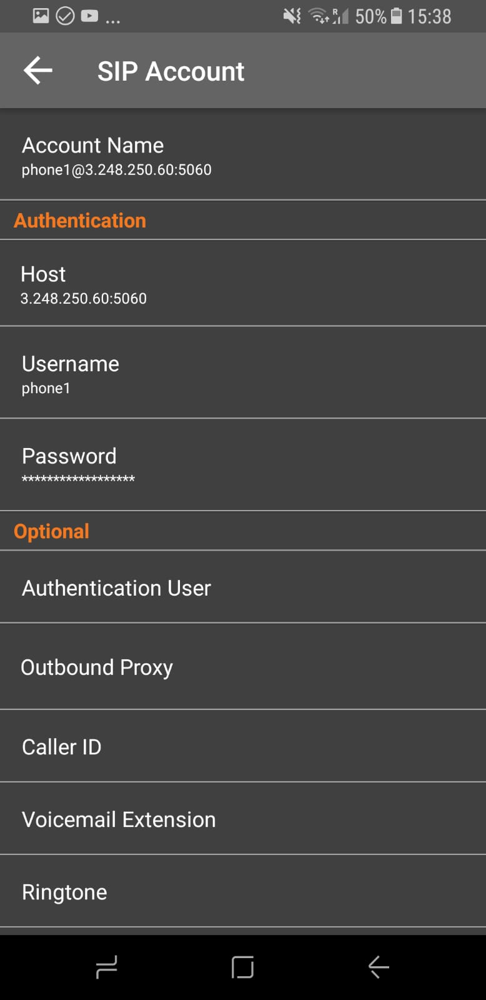 ... R 50% 15:38
SIP Account
Account Name
phone1@3.248.250.60:5060
Authentication
Host
3.248.250.60:5060
Username
phone1
Password
******************
Optional
Authentication User
Outbound Proxy
Caller ID
Voicemail Extension
Ringtone